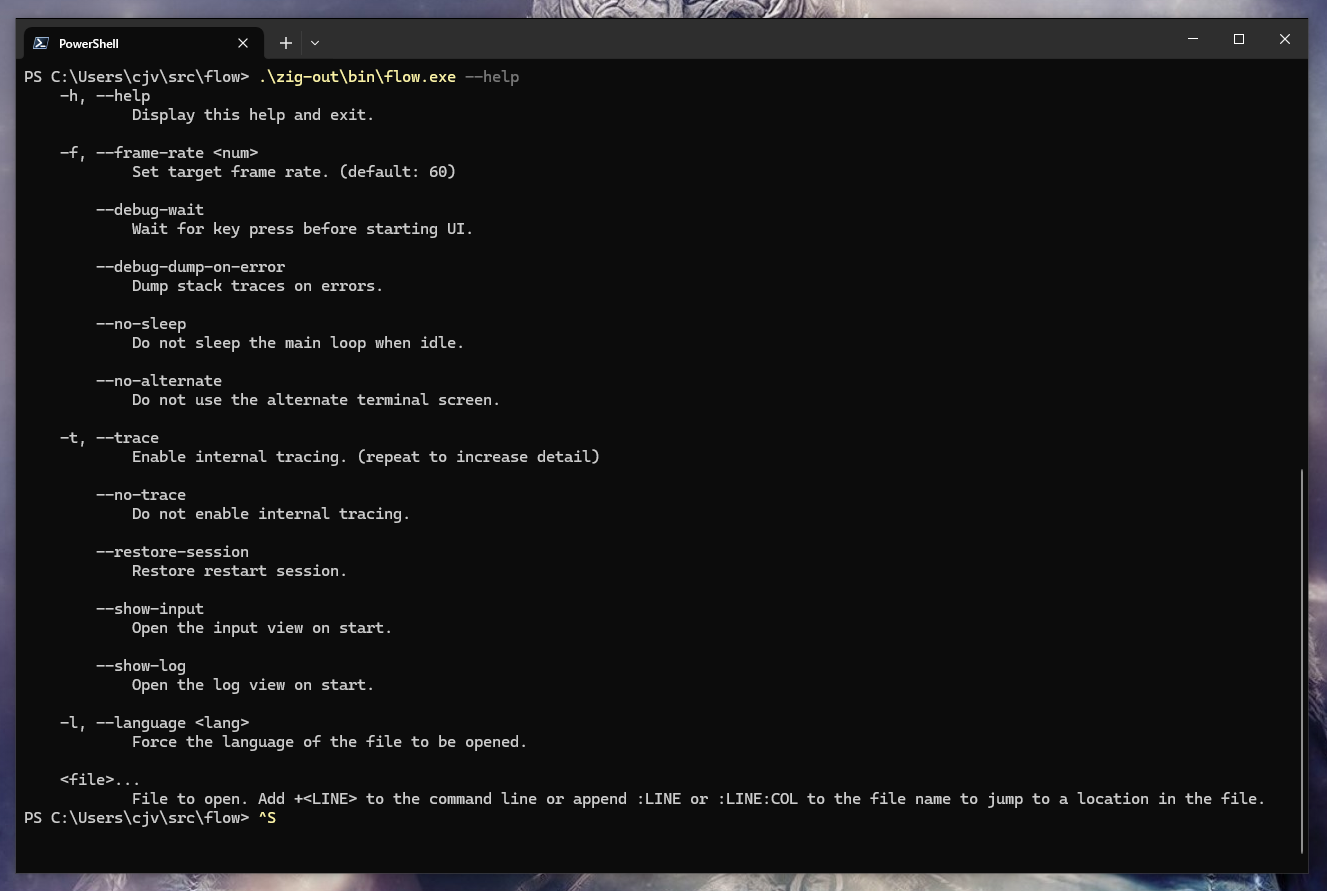 PowerShell
PS C:\Users\cjv\src\flow> .\zig-out\bin\flow.exe --help
-h, --help
Display this help and exit.
-f, --frame-rate <num>
Set target frame rate. (default: 60)
--debug-wait
Wait for key press before starting UI.
--debug-dump-on-error
Dump stack traces on errors.
--no-sleep
Do not sleep the main loop when idle.
--no-alternate
Do not use the alternate terminal screen.
-t, --trace
Enable internal tracing. (repeat to increase detail)
--no-trace
Do not enable internal tracing.
--restore-session
Restore restart session.
--show-input
Open the input view on start.
--show-log
Open the log view on start.
-l, --language <lang>
Force the language of the file to be opened.
<file>...
File to open. Add +<LINE> to the command line or append :LINE or :LINE:COL to the file name to jump to a location in the file.
PS C:\Users\cjv\src\flow> ^S